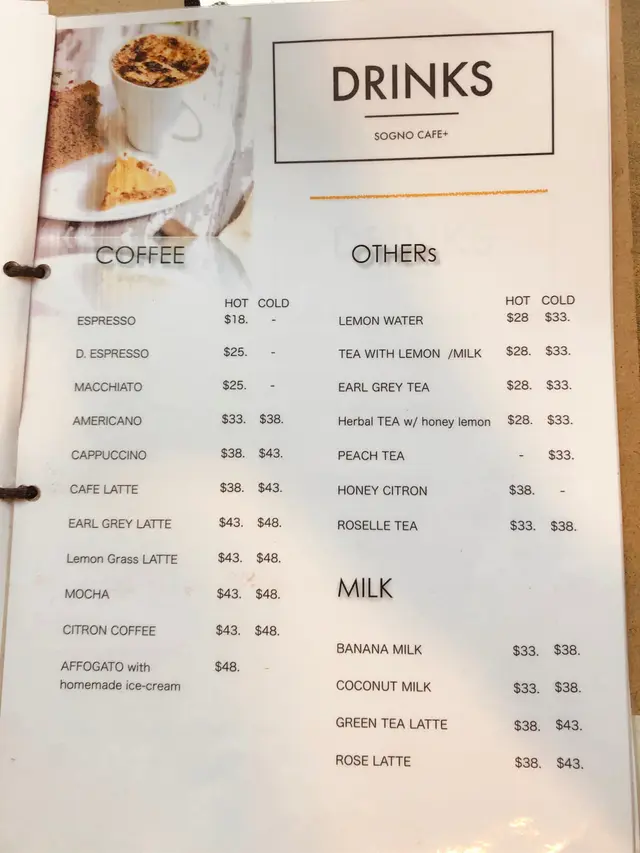 DRINKS
SOGNO CAFE+
COFFEE
HOT COLD
ESPRESSO $18. -
D. ESPRESSO $25. -
MACCHIATO $25. -
AMERICANO $33. $38.
CAPPUCCINO $38. $43.
CAFE LATTE $38. $43.
EARL GREY LATTE $43. $48.
Lemon Grass LATTE $43. $48.
MOCHA $43. $48.
CITRON COFFEE $43. $48.
AFFOGATO with $48. -
homemade ice-cream
OTHERs
HOT COLD
LEMON WATER $28 $33.
TEA WITH LEMON /MILK $28. $33.
EARL GREY TEA $28. $33.
Herbal TEA w/ honey lemon $28. $33.
PEACH TEA - $33.
HONEY CITRON $38. -
ROSELLE TEA $33. $38.
MILK
BANANA MILK $33. $38.
COCONUT MILK $33. $38.
GREEN TEA LATTE $38. $43.
ROSE LATTE $38. $43.